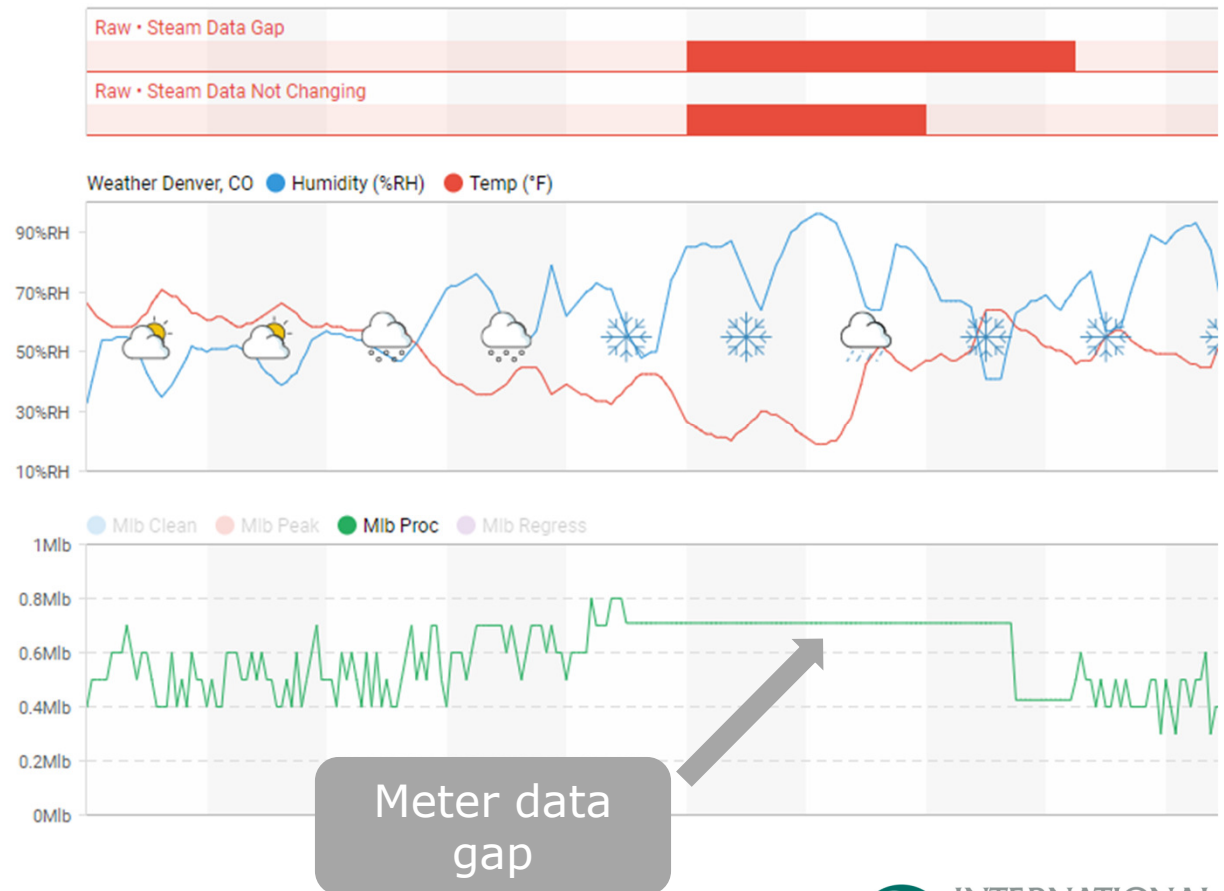 Raw • Steam Data Gap
Raw • Steam Data Not Changing
Weather Denver, CO Humidity (%RH) Temp (°F)
90%RH
70%RH
50%RH
30%RH
10%RH
Mlb Clean Mlb Peak Mlb Proc Mlb Regress
1Mlb
0.8Mlb
0.6Mlb
0.4Mlb
0.2Mlb
0Mlb
Meter data
gap
INTERNATIONAL